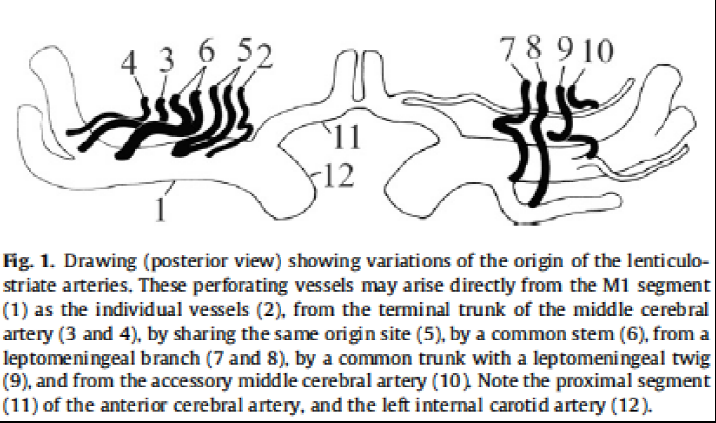 4 3 6 5 2 7 8 9 10
11
12
1
Fig. 1. Drawing (posterior view) showing variations of the origin of the lenticulo-
striate arteries. These perforating vessels may arise directly from the M1 segment
(1) as the individual vessels (2), from the terminal trunk of the middle cerebral
artery (3 and 4), by sharing the same origin site (5), by a common stem (6), from a
leptomeningeal branch (7 and 8), by a common trunk with a leptomeningeal twig
(9), and from the accessory middle cerebral artery (10). Note the proximal segment
(11) of the anterior cerebral artery, and the left internal carotid artery (12).